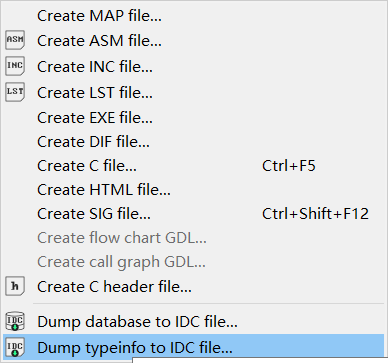 Create MAP file...
ASM Create ASM file...
INC Create INC file...
LST Create LST file...
Create EXE file...
Create DIF file...
Create C file... Ctrl+F5
Create HTML file...
Create SIG file... Ctrl+Shift+F12
Create flow chart GDL...
Create call graph GDL...
h Create C header file...
IDC Dump database to IDC file...
IDC Dump typeinfo to IDC file...